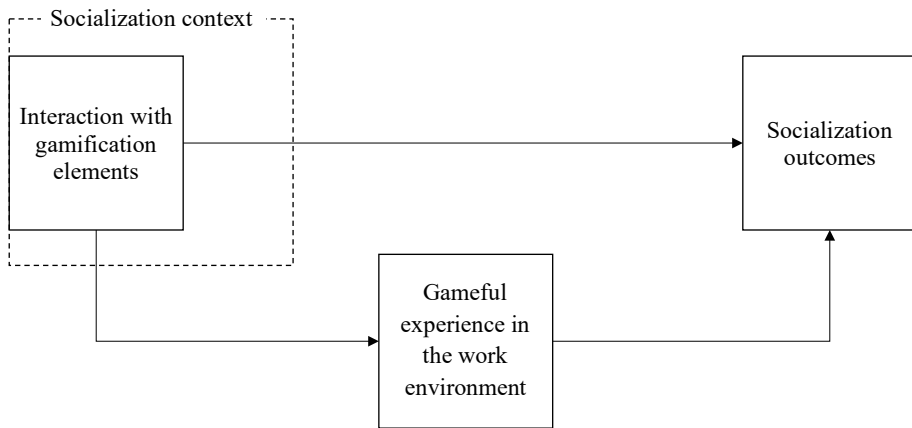 Socialization context
Interaction with
gamification
elements
Socialization
outcomes
Gameful
experience in
the work
environment